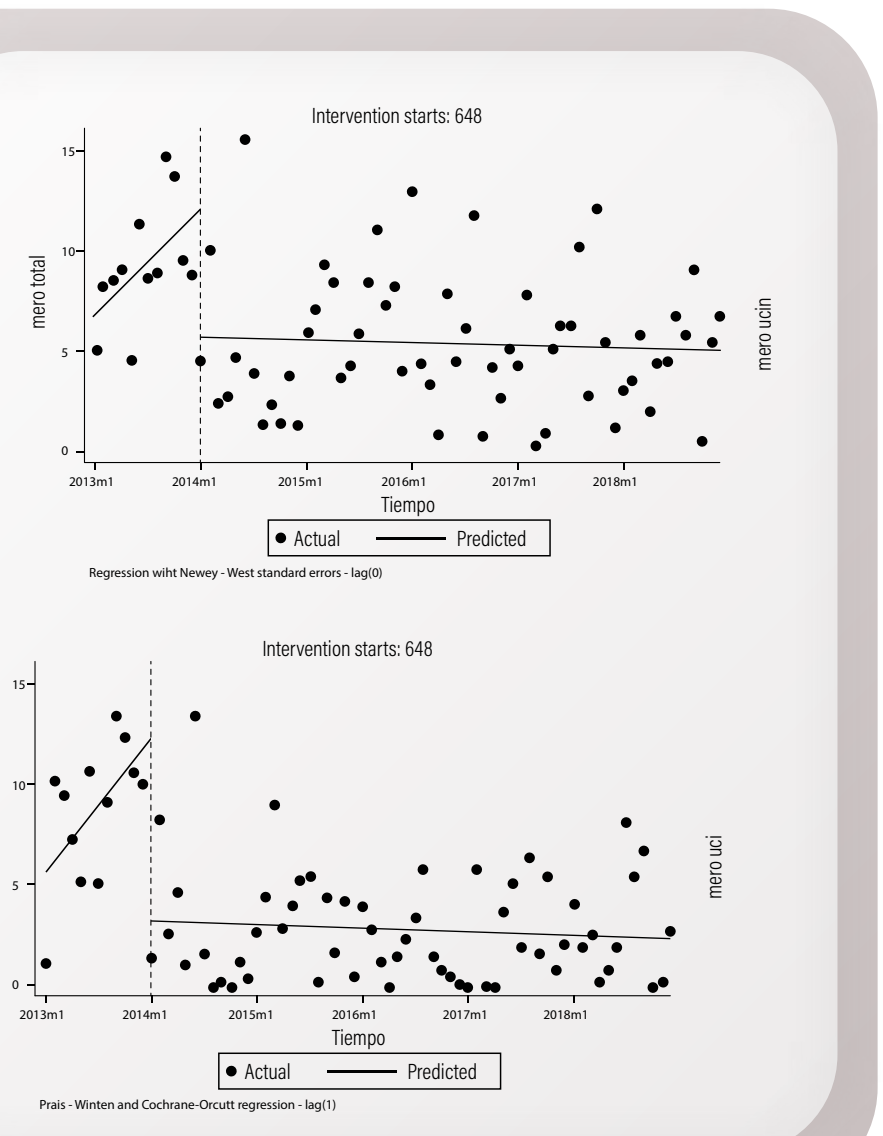 Intervention starts: 648
mero total
15
10
5
0
mero ucin
2013m1 2014m1 2015m1 2016m1 2017m1 2018m1
Tiempo
Actual Predicted
Regression wiht Newey - West standard errors - lag(0)
Intervention starts: 648
15
10
5
0
mero uci
2013m1 2014m1 2015m1 2016m1 2017m1 2018m1
Tiempo
Actual Predicted
Prais - Winten and Cochrane-Orcutt regression - lag(1)